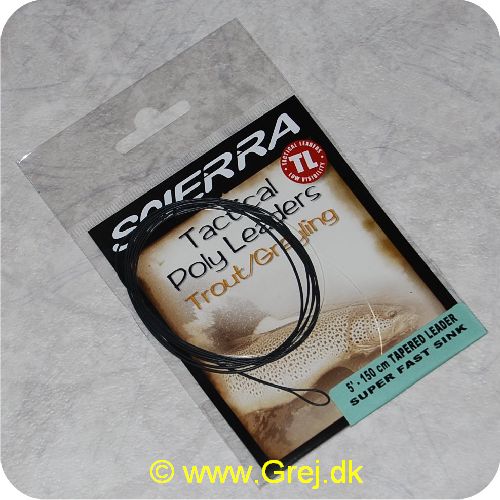 SCIERRA
TACTICAL LEADERS
TL
LOW VISIBILITY
Tactical
Poly Leaders
Trout/Grayling
5' - 150 cm TAPERED LEADER
SUPER FAST SINK
© www.Grej.dk